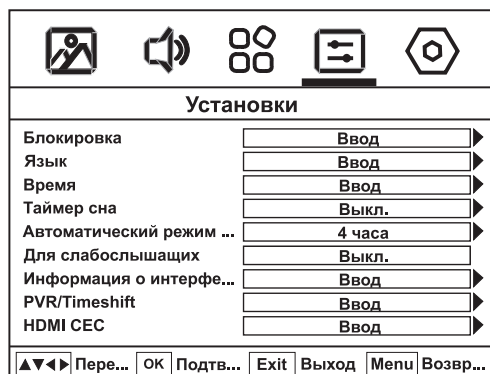 Установки
Блокировка Ввод
Язык Ввод
Время Ввод
Таймер сна Выкл.
Автоматический режим ... 4 часа
Для слабослышащих Выкл.
Информация о интерфе... Ввод
PVR/Timeshift Ввод
HDMI CEC Ввод
▲▼◀▶ Пере... OK Подтв... Exit Выход Menu Возвр...